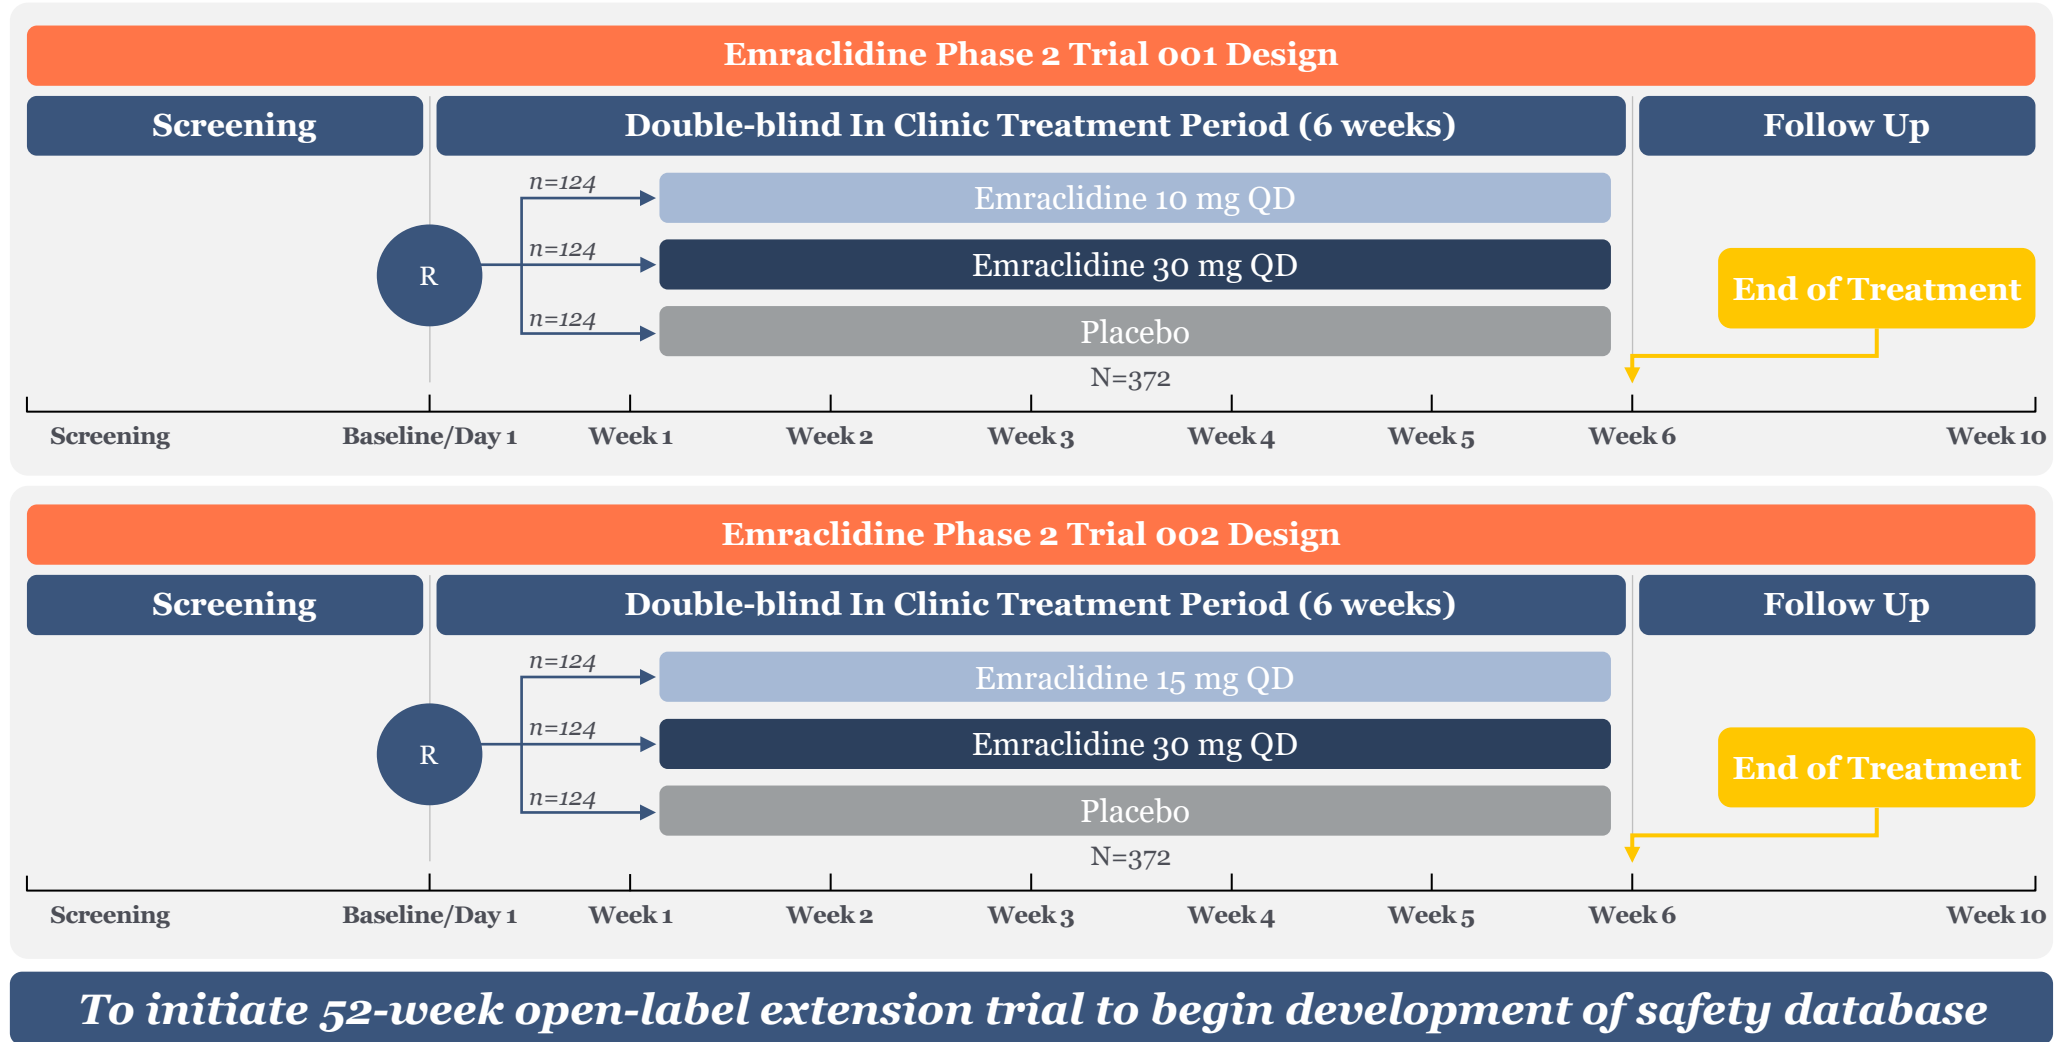 Emraclidine Phase 2 Trial 001 Design
Screening
Double-blind In Clinic Treatment Period (6 weeks)
Follow Up
n=124
Emraclidine 10 mg QD
R
n=124
Emraclidine 30 mg QD
End of Treatment
n=124
Placebo
N=372
Screening
Baseline/Day 1
Week 1
Week 2
Week 3
Week 4
Week 5
Week 6
Week 10
Emraclidine Phase 2 Trial 002 Design
Screening
Double-blind In Clinic Treatment Period (6 weeks)
Follow Up
n=124
Emraclidine 15 mg QD
R
n=124
Emraclidine 30 mg QD
End of Treatment
n=124
Placebo
N=372
Screening
Baseline/Day 1
Week 1
Week 2
Week 3
Week 4
Week 5
Week 6
Week 10
To initiate 52-week open-label extension trial to begin development of safety database